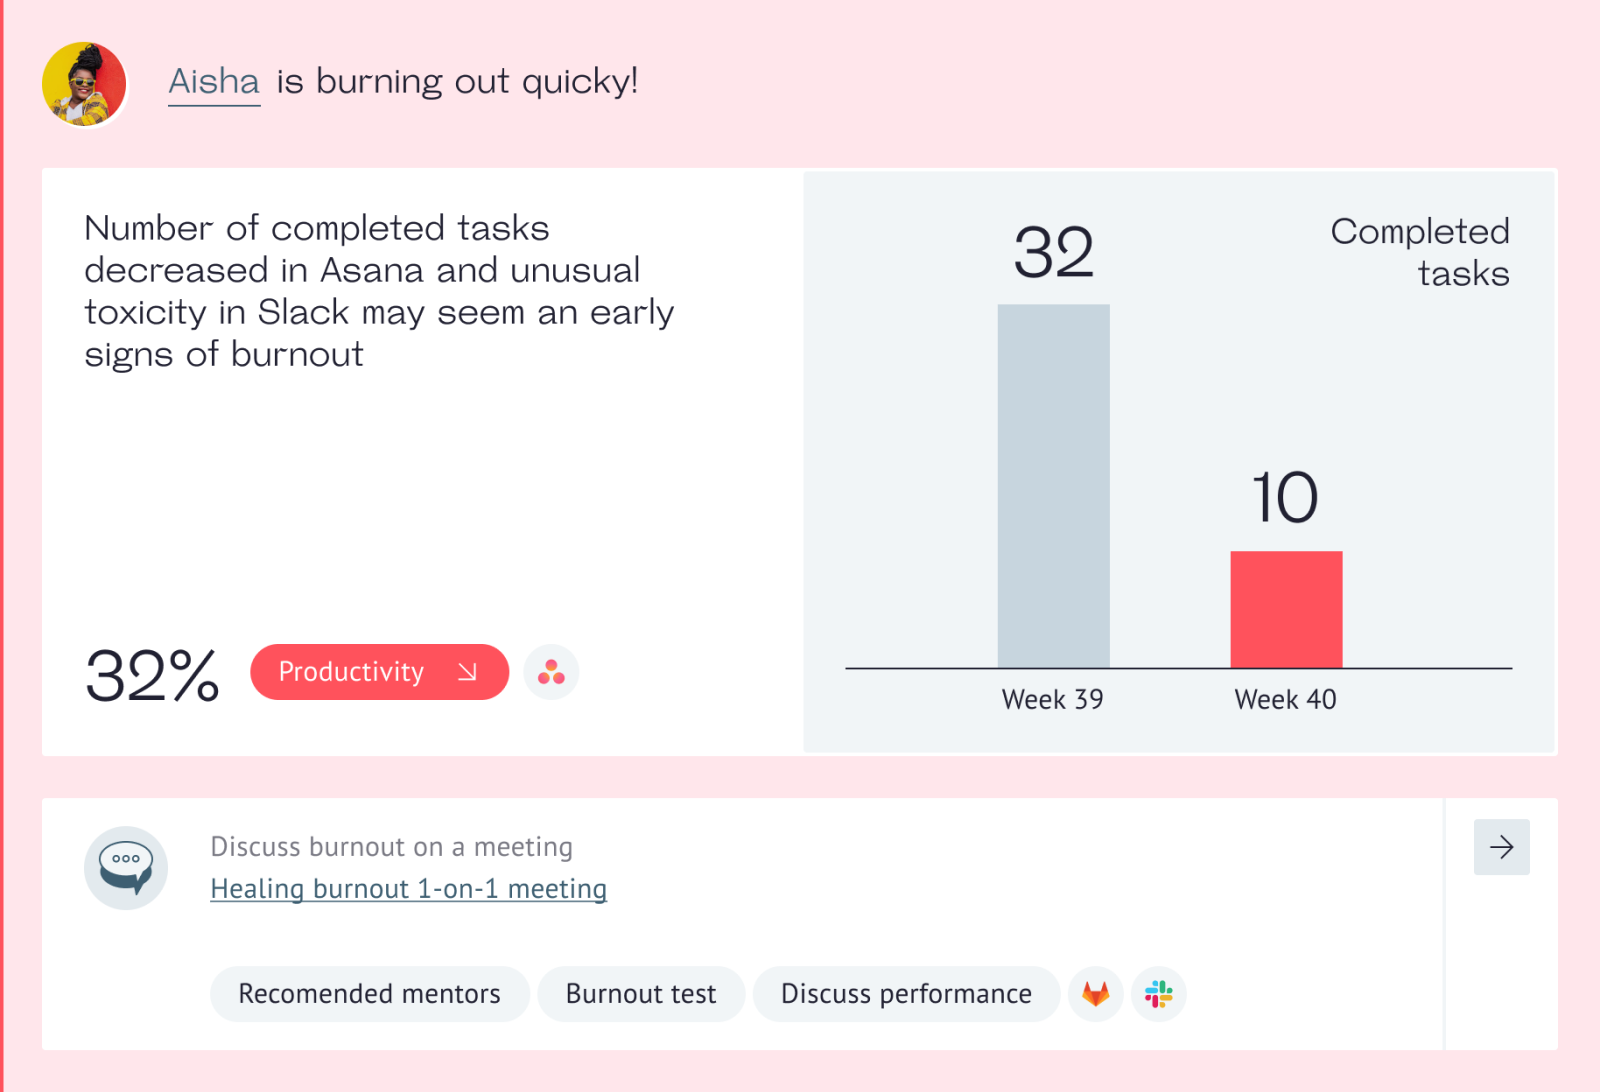 Aisha is burning out quicky!
Number of completed tasks
decreased in Asana and unusual
toxicity in Slack may seem an early
signs of burnout
32%
Productivity
Completed
tasks
32
10
Week 39
Week 40
Discuss burnout on a meeting
Healing burnout 1-on-1 meeting
Recomended mentors
Burnout test
Discuss performance